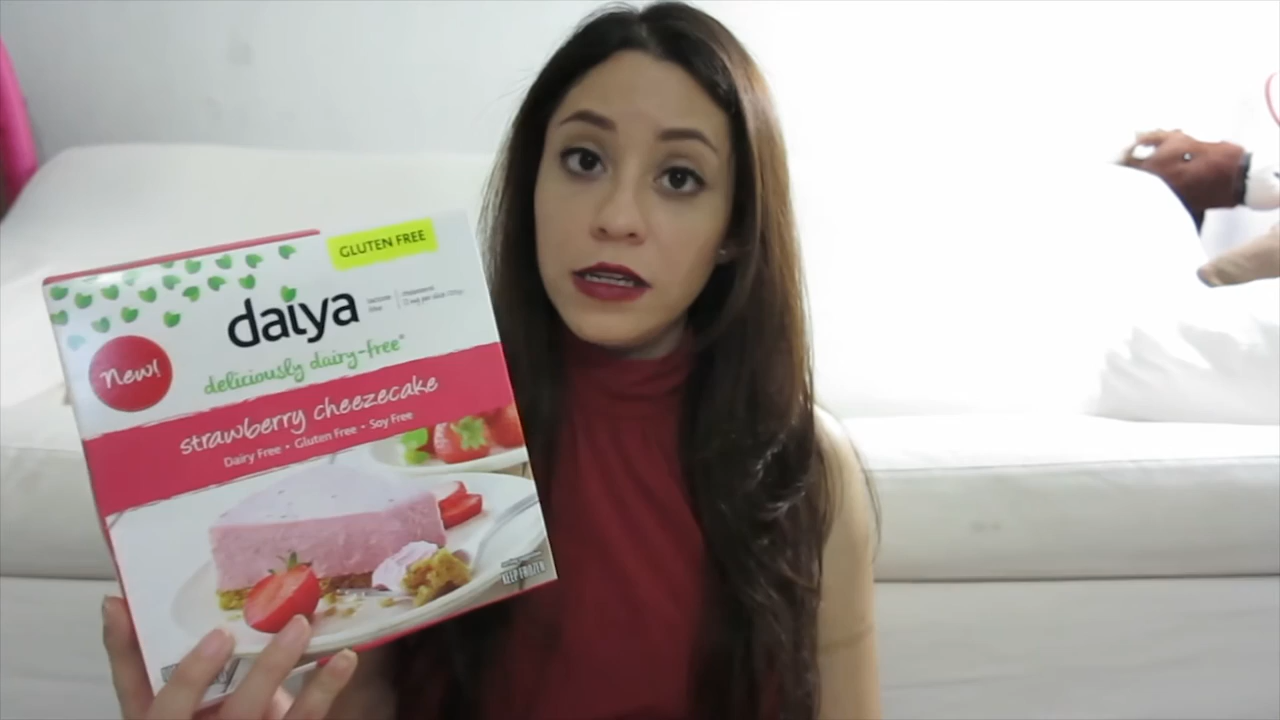 GLUTEN FREE
daiya
New!
deliciously dairy-free
strawberry cheezecake
Dairy Free • Gluten Free • Soy Free
KEEP FROZEN